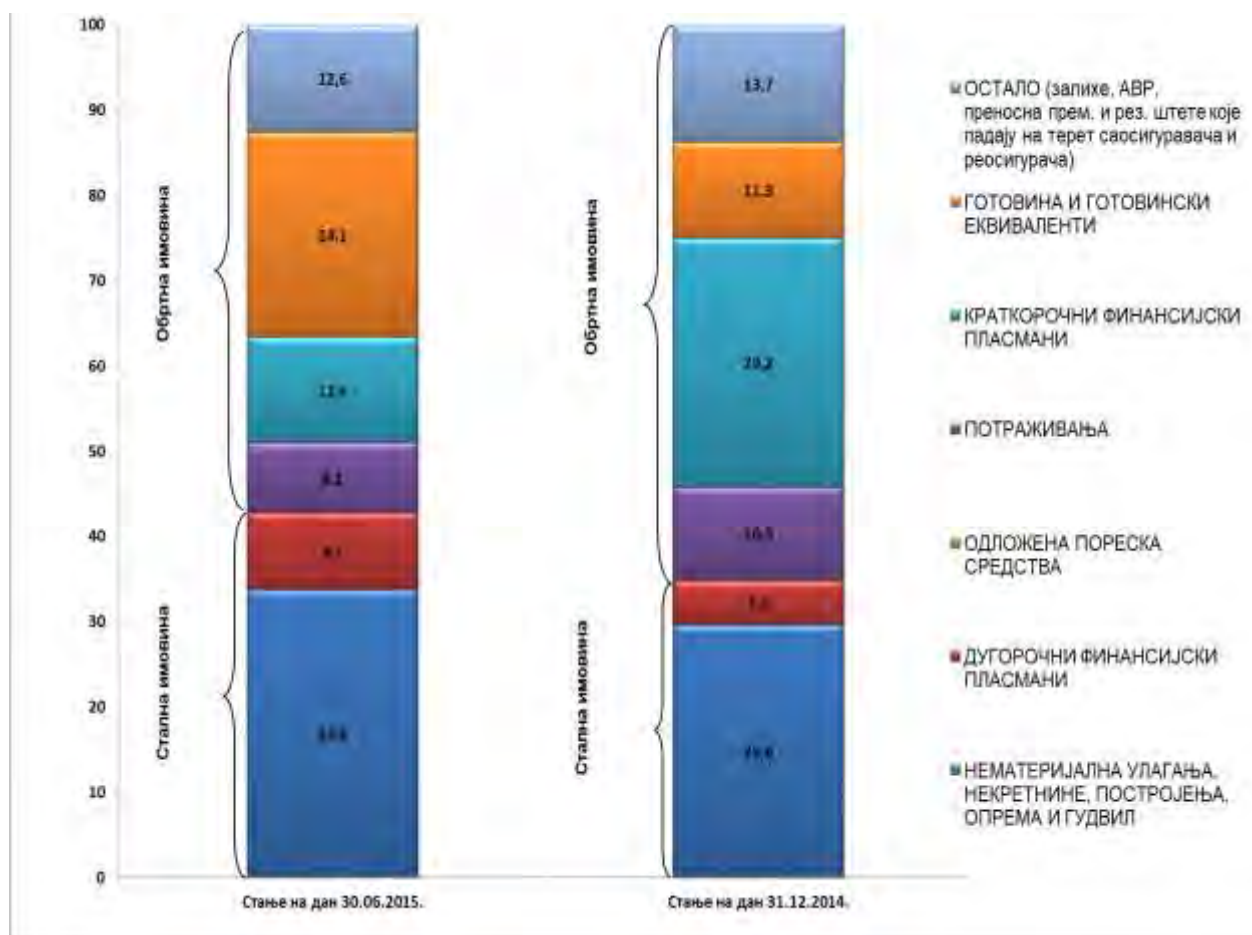 100
90
80
70
60
50
40
30
20
10
0
Обртна имовина
Стална имовина
12,6
Обртна имовина
Стална имовина
13,7
11,3
29,2
Стање на дан 30.06.2015.
Стање на дан 31.12.2014.
ОСТАЛО (залихе, АВР,
преносна прем. и рез. штете које
падају на терет саосигуравача и
реосигурача)
ГОТОВИНА И ГОТОВИНСКИ
ЕКВИВАЛЕНТИ
КРАТКОРОЧНИ ФИНАНСИЈСКИ
ПЛАСМАНИ
ПОТРАЖИВАЊА
ОДЛОЖЕНА ПОРЕСКА
СРЕДСТВА
ДУГОРОЧНИ ФИНАНСИЈСКИ
ПЛАСМАНИ
НЕМАТЕРИЈАЛНА УЛАГАЊА,
НЕКРЕТНИНЕ, ПОСТРОЈЕЊА,
ОПРЕМА И ГУДВИЛ